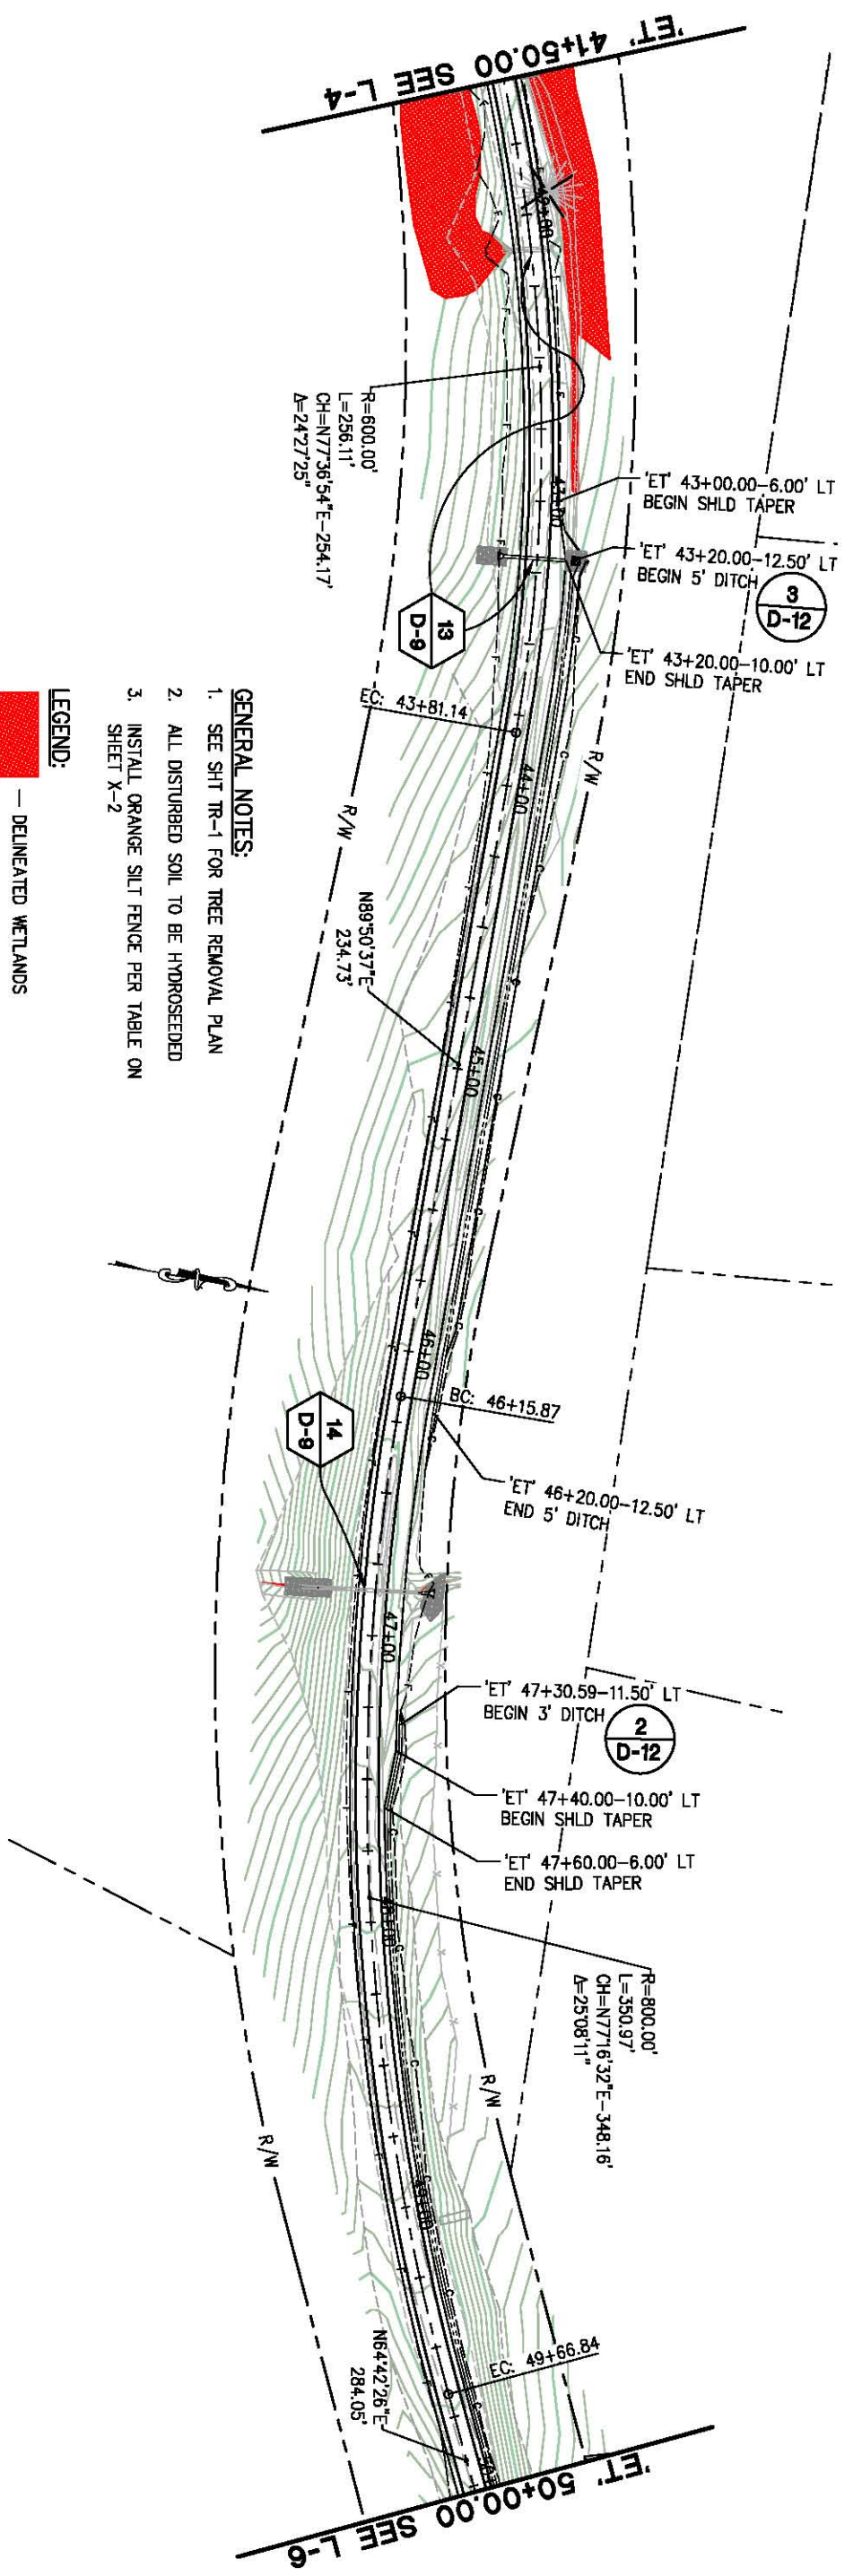 'ET' 41+50.00 SEE L-4
42+00
R=600.00'
L=256.11'
CH=N77°36'54"E-254.17'
Δ=24°27'25"
43+00
'ET' 43+00.00-6.00' LT
BEGIN SHLD TAPER
'ET' 43+20.00-12.50' LT
BEGIN 5' DITCH
3
D-12
'ET' 43+20.00-10.00' LT
END SHLD TAPER
13
D-9
EC: 43+81.14
R/W
R/W
44+00
N89°50'37"E
234.73'
45+00
46+00
BC: 46+15.87
14
D-9
'ET' 46+20.00-12.50' LT
END 5' DITCH
47+00
'ET' 47+30.59-11.50' LT
BEGIN 3' DITCH
2
D-12
'ET' 47+40.00-10.00' LT
BEGIN SHLD TAPER
'ET' 47+60.00-6.00' LT
END SHLD TAPER
48+00
R=800.00'
L=350.97'
CH=N77°16'32"E-348.16'
Δ=25°08'11"
R/W
R/W
49+00
EC: 49+66.84
N64°42'26"E
284.05'
'ET' 50+00.00 SEE L-6
GENERAL NOTES:
1. SEE SHT TR-1 FOR TREE REMOVAL PLAN
2. ALL DISTURBED SOIL TO BE HYDROSEEDED
3. INSTALL ORANGE SILT FENCE PER TABLE ON
SHEET X-2
LEGEND:
— DELINEATED WETLANDS